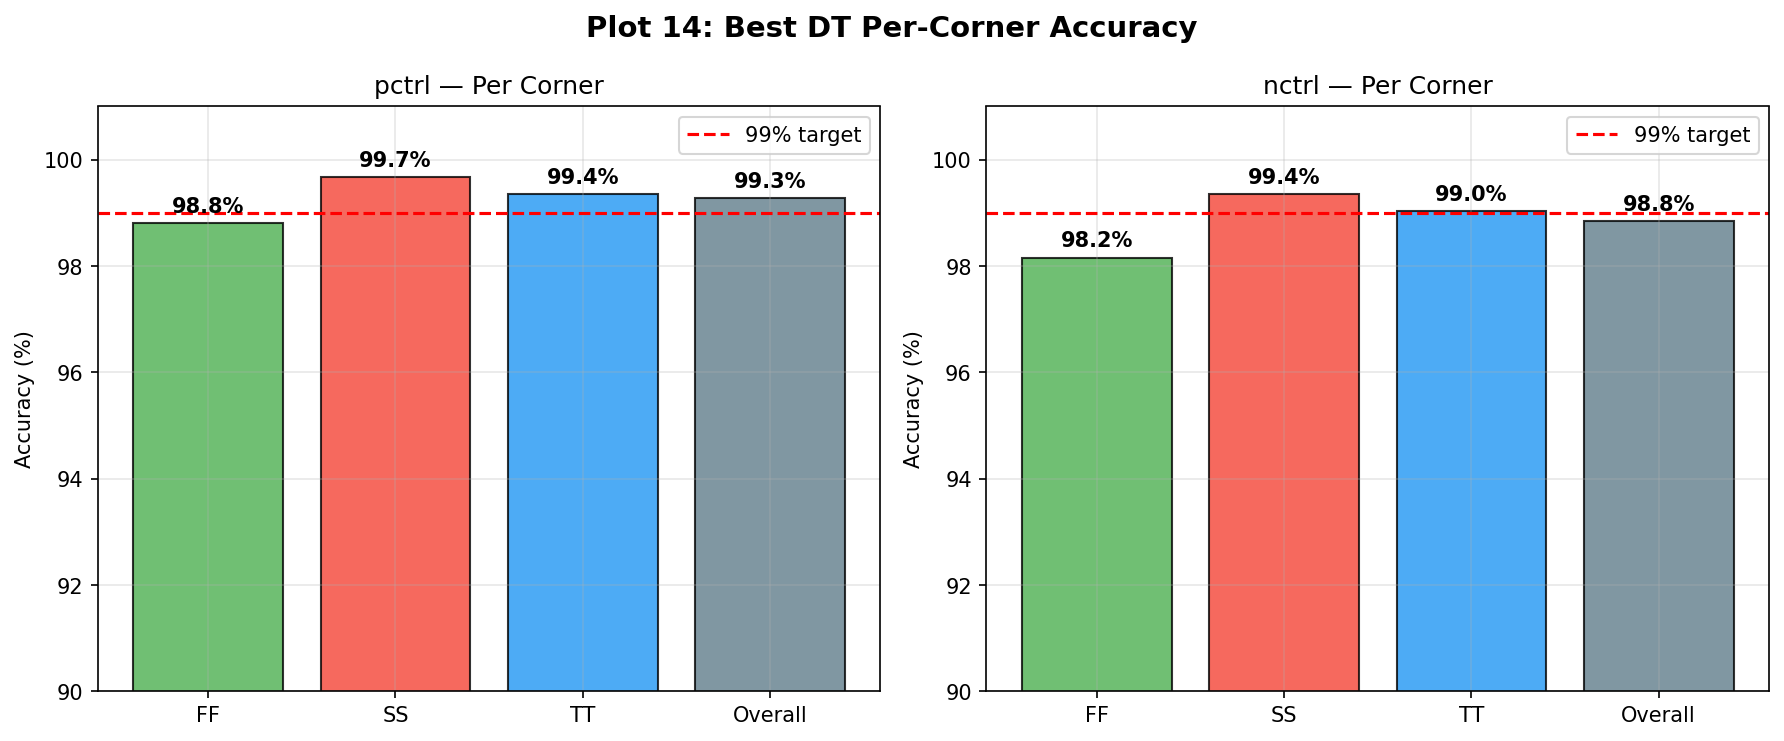 Plot 14: Best DT Per-Corner Accuracy
pctrl — Per Corner
99% target
Accuracy (%)
100
98
96
94
92
90
98.8%
99.7%
99.4%
99.3%
FF
SS
TT
Overall
nctrl — Per Corner
99% target
Accuracy (%)
100
98
96
94
92
90
98.2%
99.4%
99.0%
98.8%
FF
SS
TT
Overall